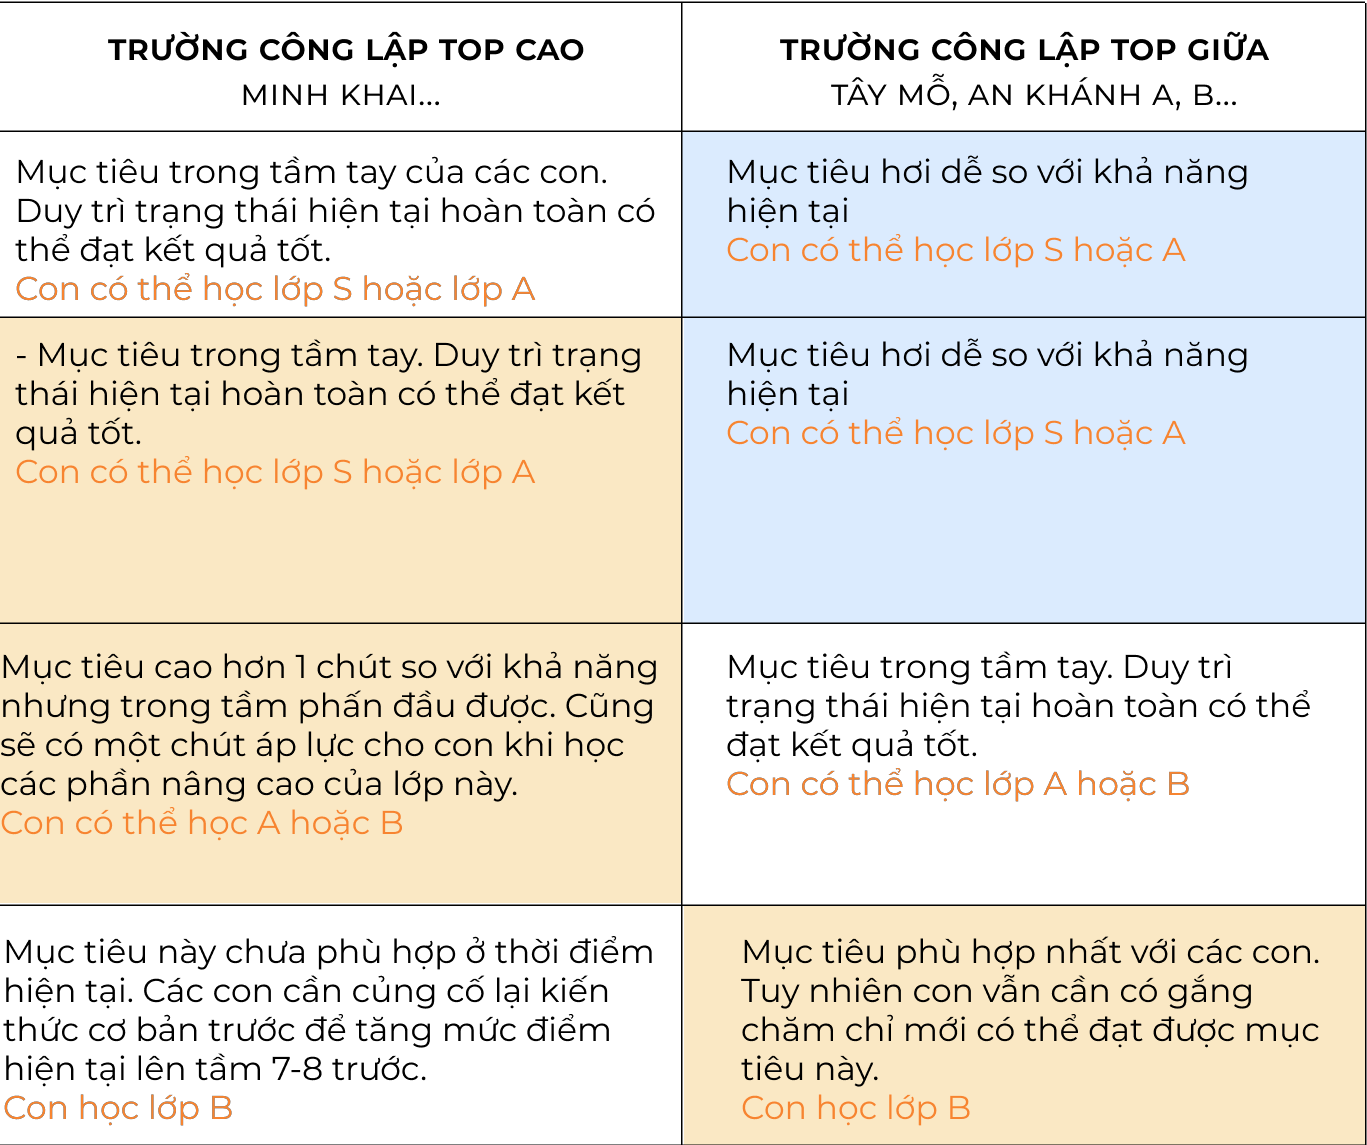 TRƯỜNG CÔNG LẬP TOP CAO
MINH KHAI...
TRƯỜNG CÔNG LẬP TOP GIỮA
TÂY MỖ, AN KHÁNH A, B...
Mục tiêu trong tầm tay của các con.
Duy trì trạng thái hiện tại hoàn toàn có
thể đạt kết quả tốt.
Con có thể học lớp S hoặc lớp A
Mục tiêu hơi dễ so với khả năng
hiện tại
Con có thể học lớp S hoặc A
- Mục tiêu trong tầm tay. Duy trì trạng
thái hiện tại hoàn toàn có thể đạt kết
quả tốt.
Con có thể học lớp S hoặc lớp A
Mục tiêu hơi dễ so với khả năng
hiện tại
Con có thể học lớp S hoặc A
Mục tiêu cao hơn 1 chút so với khả năng
nhưng trong tầm phấn đầu được. Cũng
sẽ có một chút áp lực cho con khi học
các phần nâng cao của lớp này.
Con có thể học A hoặc B
Mục tiêu trong tầm tay. Duy trì
trạng thái hiện tại hoàn toàn có thể
đạt kết quả tốt.
Con có thể học lớp A hoặc B
Mục tiêu này chưa phù hợp ở thời điểm
hiện tại. Các con cần củng cố lại kiến
thức cơ bản trước để tăng mức điểm
hiện tại lên tầm 7-8 trước.
Con học lớp B
Mục tiêu phù hợp nhất với các con.
Tuy nhiên con vẫn cần có gắng
chăm chỉ mới có thể đạt được mục
tiêu này.
Con học lớp B